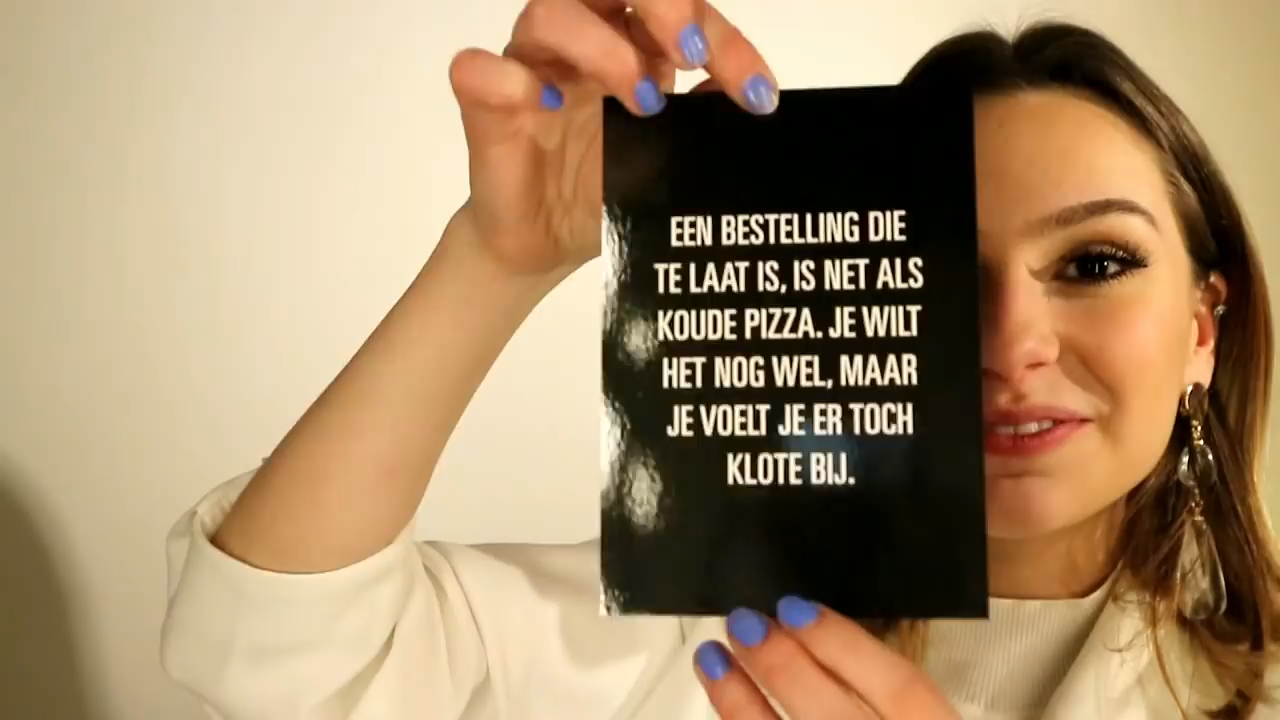 EEN BESTELLING DIE
TE LAAT IS, IS NET ALS
KOUDE PIZZA. JE WILT
HET NOG WEL, MAAR
JE VOELT JE ER TOCH
KLOTE BIJ.